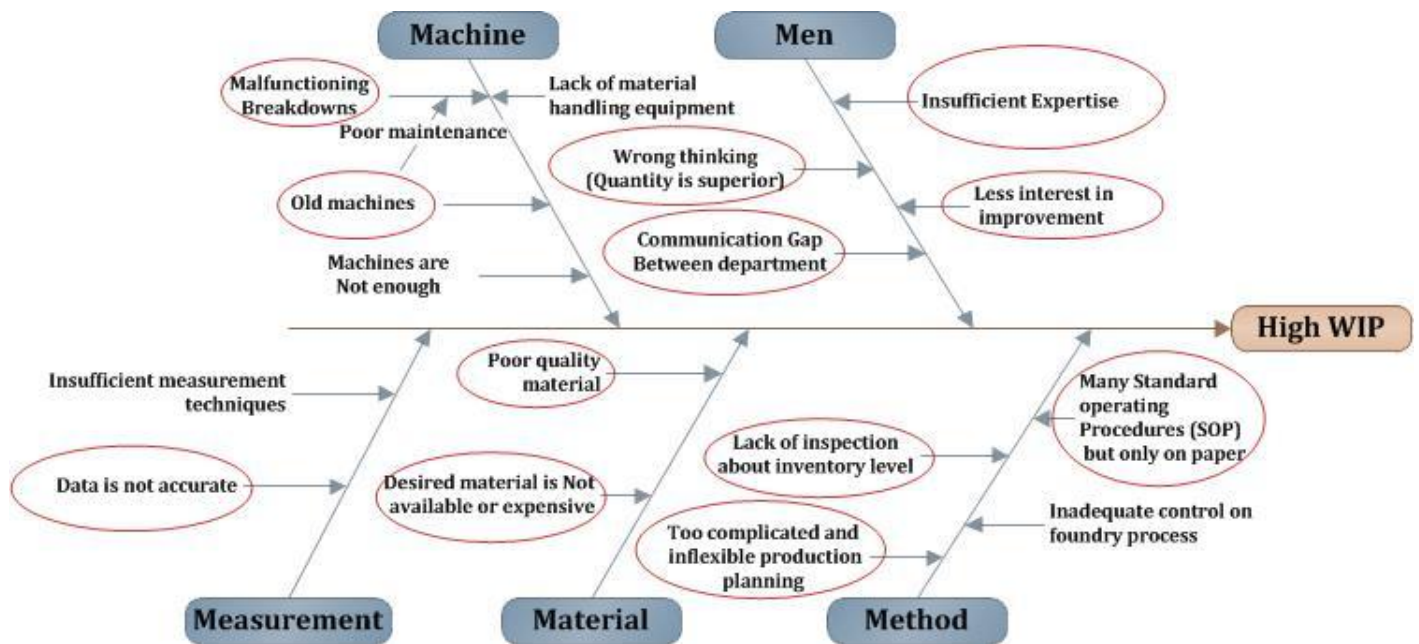 Machine
Men
Malfunctioning
Breakdowns
Lack of material
handling equipment
Poor maintenance
Old machines
Machines are
Not enough
Insufficient Expertise
Wrong thinking
(Quantity is superior)
Less interest in
improvement
Communication Gap
Between department
High WIP
Insufficient measurement
techniques
Data is not accurate
Poor quality
material
Desired material is Not
available or expensive
Lack of inspection
about inventory level
Many Standard
operating
Procedures (SOP)
but only on paper
Too complicated and
inflexible production
planning
Inadequate control on
foundry process
Measurement
Material
Method